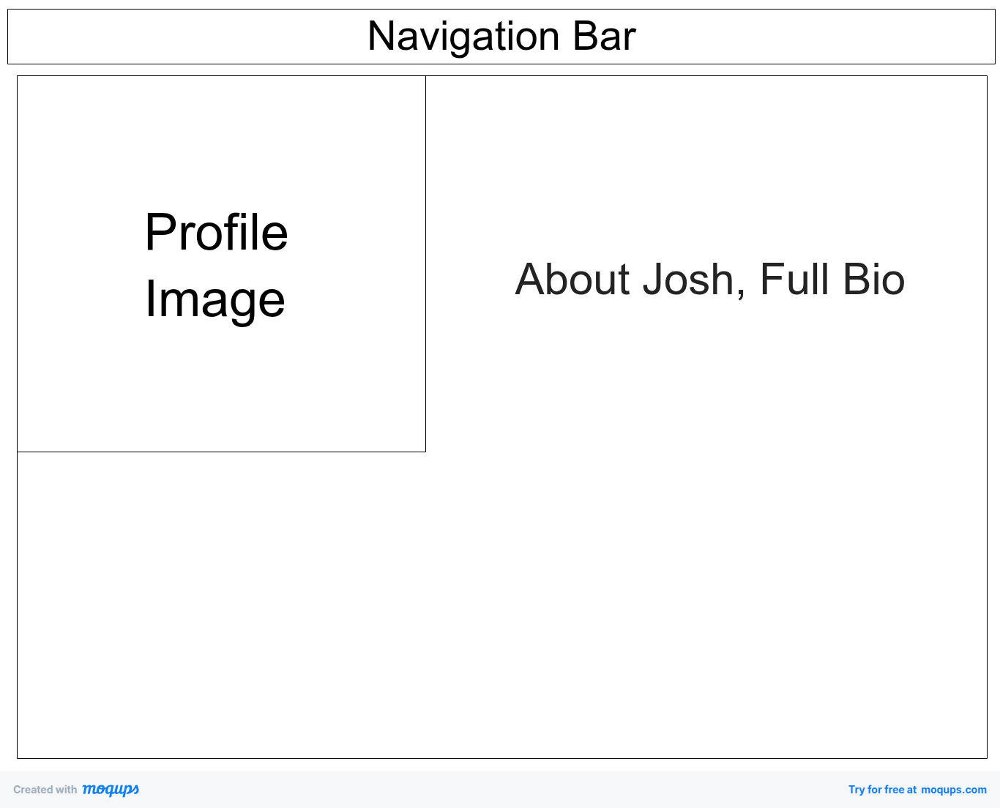 Navigation Bar
Profile
Image
About Josh, Full Bio
Created with moqups
Try for free at moqups.com